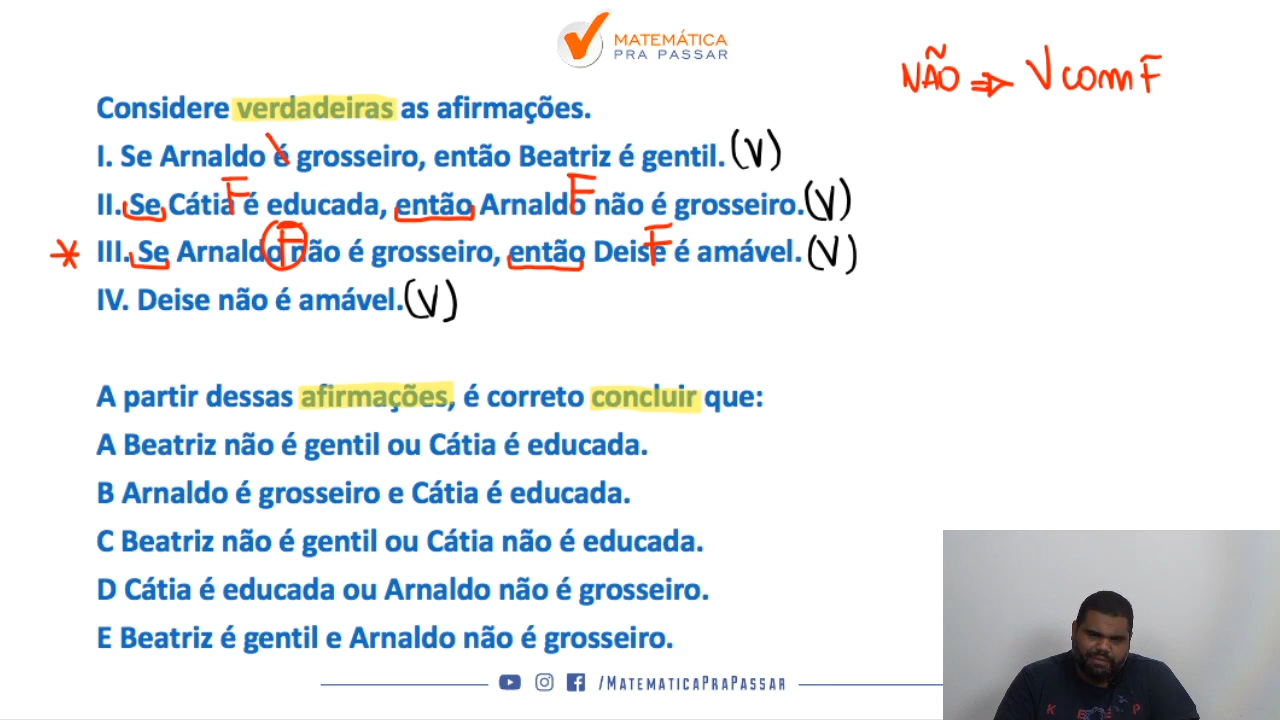 MATEMÁTICA
PRA PASSAR
NÃO ⇒ V com F
Considere verdadeiras as afirmações.
I. Se Arnaldo é grosseiro, então Beatriz é gentil. (V)
F F
II. Se Cátia é educada, então Arnaldo não é grosseiro. (V)
F F
* III. Se Arnaldo não é grosseiro, então Deise é amável. (V)
IV. Deise não é amável. (V)
A partir dessas afirmações, é correto concluir que:
A Beatriz não é gentil ou Cátia é educada.
B Arnaldo é grosseiro e Cátia é educada.
C Beatriz não é gentil ou Cátia não é educada.
D Cátia é educada ou Arnaldo não é grosseiro.
E Beatriz é gentil e Arnaldo não é grosseiro.
/MATEMATICAPRAPASSAR